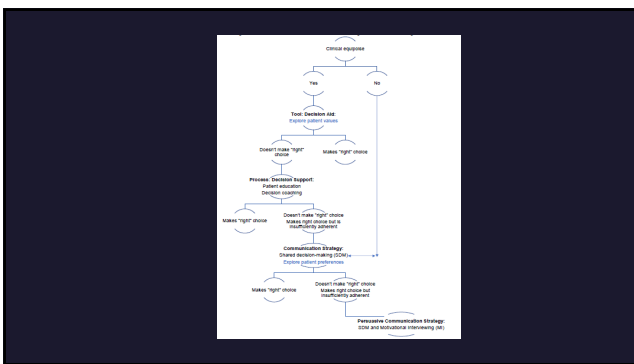 Clinical equipoise
Yes
No
Tool: Decision Aid:
Explore patient values
Doesn't make "right"
choice
Makes "right" choice
Process: Decision Support:
Patient education
Decision coaching
Makes "right" choice
Doesn't make "right" choice
Makes right choice but is
insufficiently adherent
Communication Strategy:
Shared decision-making (SDM)
Explore patient preferences
Makes "right" choice
Doesn't make "right" choice
Makes right choice but
insufficiently adherent
Persuasive Communication Strategy:
SDM and Motivational Interviewing (MI)